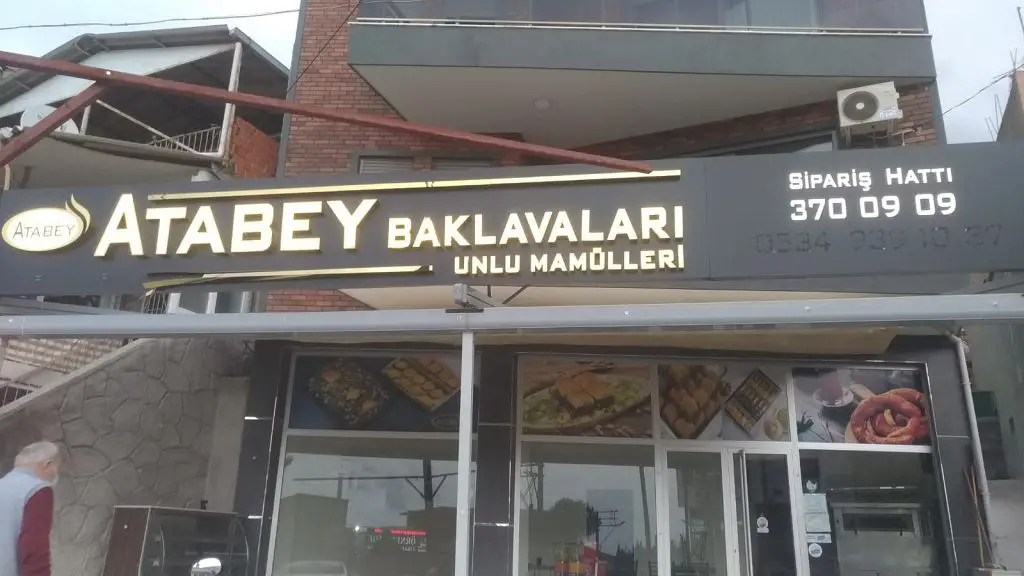 ATABEY
ATABEY BAKLAVALARI
UNLU MAMÜLLERİ
SİPARİŞ HATTI
370 09 09